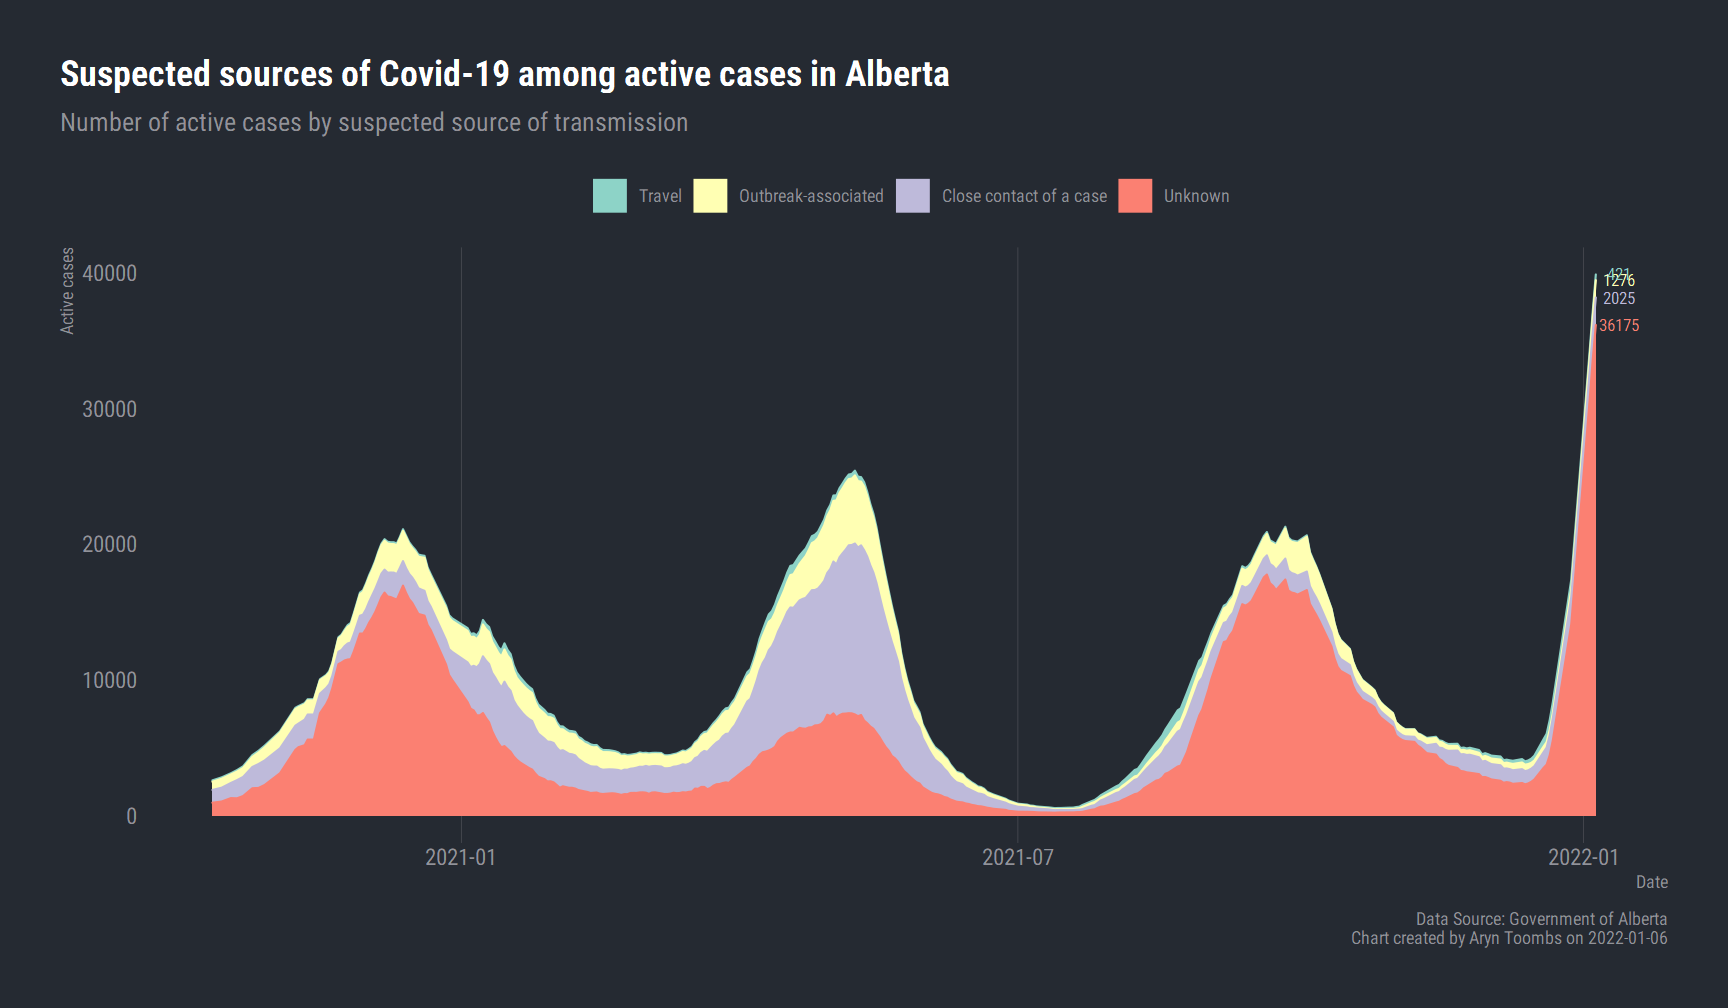 Suspected sources of Covid-19 among active cases in Alberta
Number of active cases by suspected source of transmission
Travel
Outbreak-associated
Close contact of a case
Unknown
Active cases
40000
30000
20000
10000
0
421
1276
2025
36175
2021-01
2021-07
2022-01
Date
Data Source: Government of Alberta
Chart created by Aryn Toombs on 2022-01-06